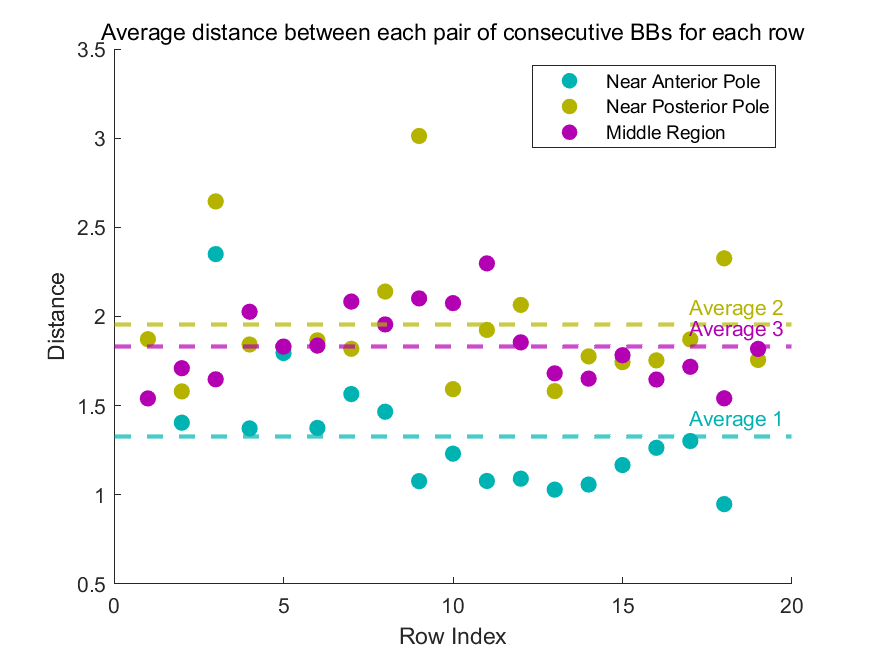 Average distance between each pair of consecutive BBs for each row
3.5
3
2.5
2
1.5
1
0.5
Distance
Near Anterior Pole
Near Posterior Pole
Middle Region
Average 2
Average 3
Average 1
0
5
10
15
20
Row Index